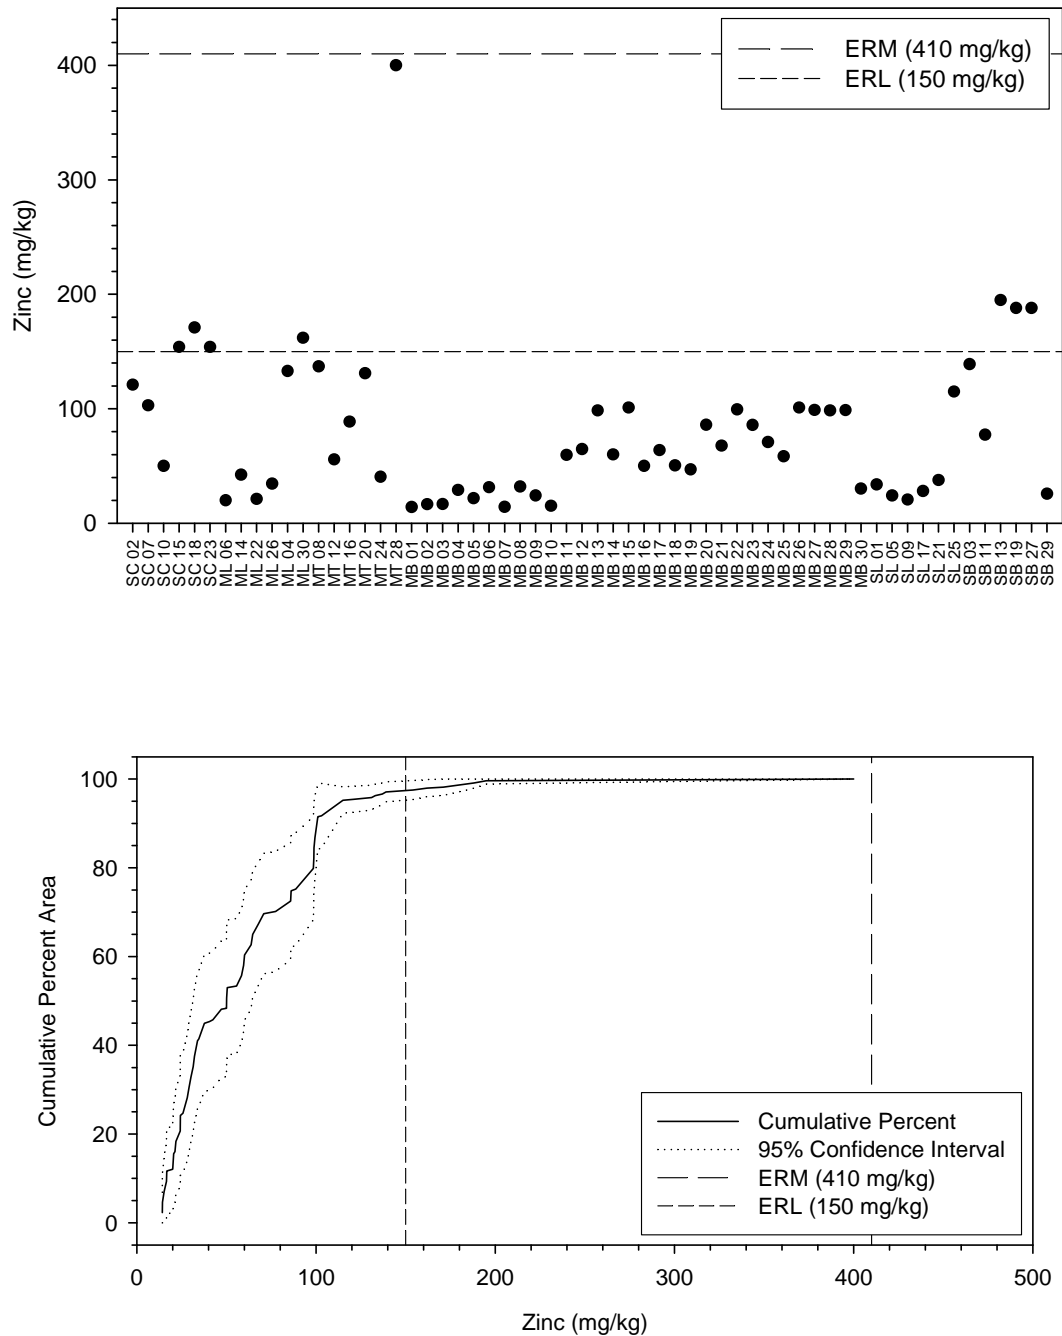 ERM (410 mg/kg)
ERL (150 mg/kg)
400
300
200
100
0
Zinc (mg/kg)
SC 02
SC 07
SC 10
SC 15
SC 18
SC 23
ML 06
ML 14
ML 22
ML 26
ML 04
ML 30
MT 08
MT 12
MT 16
MT 20
MT 24
MT 28
MB 01
MB 02
MB 03
MB 04
MB 05
MB 06
MB 07
MB 08
MB 09
MB 10
MB 11
MB 12
MB 13
MB 14
MB 15
MB 16
MB 17
MB 18
MB 19
MB 20
MB 21
MB 22
MB 23
MB 24
MB 25
MB 26
MB 27
MB 28
MB 29
MB 30
SL 01
SL 05
SL 09
SL 17
SL 21
SL 25
SB 03
SB 11
SB 13
SB 19
SB 27
SB 29
100
80
60
40
20
0
Cumulative Percent Area
Cumulative Percent
95% Confidence Interval
ERM (410 mg/kg)
ERL (150 mg/kg)
0 100 200 300 400 500
Zinc (mg/kg)